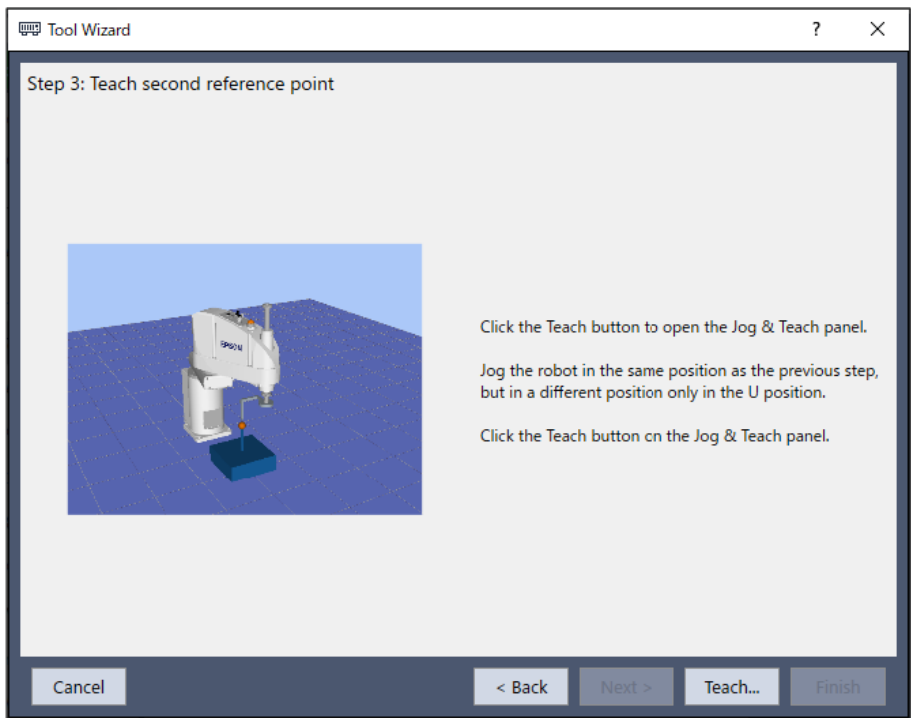 Tool Wizard
?
Step 3: Teach second reference point
EPSON
Click the Teach button to open the Jog & Teach panel.
Jog the robot in the same position as the previous step,
but in a different position only in the U position.
Click the Teach button on the Jog & Teach panel.
Cancel
< Back
Next >
Teach...
Finish